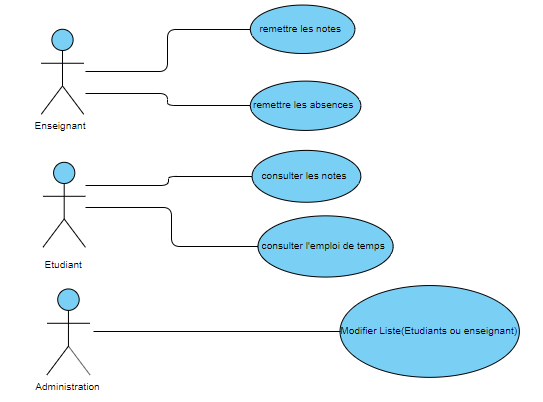 remettre les notes
remettre les absences
Enseignant
consulter les notes
consulter l'emploi de temps
Etudiant
Modifier Liste(Etudiants ou enseignant)
Administration